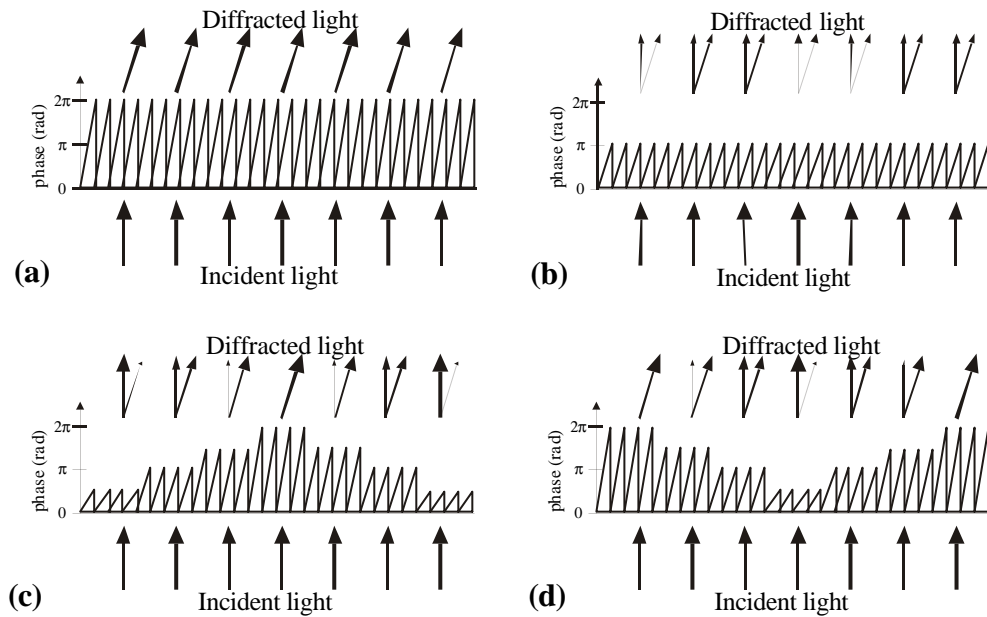 Diffracted light
2π
π
0
phase (rad)
Incident light
(a)
Diffracted light
2π
π
0
phase (rad)
Incident light
(b)
Diffracted light
2π
π
0
phase (rad)
Incident light
(c)
Diffracted light
2π
π
0
phase (rad)
Incident light
(d)